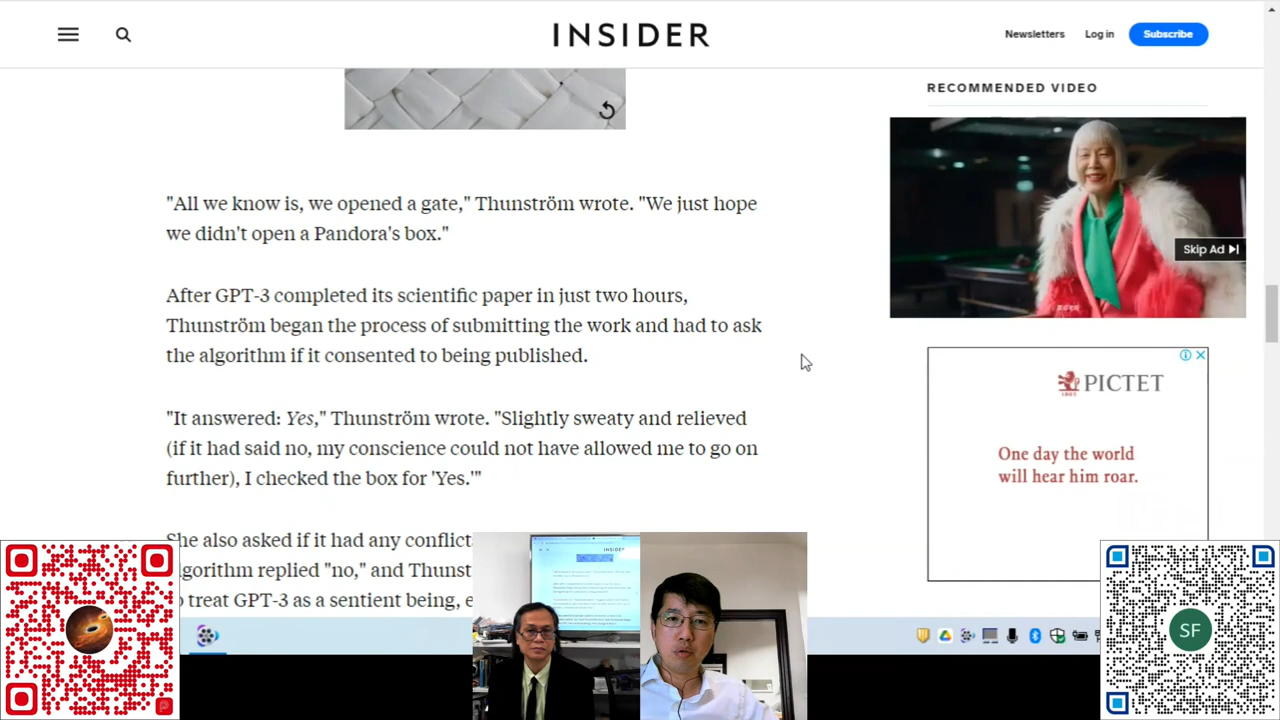 INSIDER
Newsletters
Log in
Subscribe
RECOMMENDED VIDEO
Skip Ad
"All we know is, we opened a gate," Thunström wrote. "We just hope
we didn't open a Pandora's box."
After GPT-3 completed its scientific paper in just two hours,
Thunström began the process of submitting the work and had to ask
the algorithm if it consented to being published.
"It answered: Yes," Thunström wrote. "Slightly sweaty and relieved
(if it had said no, my conscience could not have allowed me to go on
further), I checked the box for 'Yes.'"
She also asked if it had any conflict
algorithm replied "no," and Thunst
to treat GPT-3 as a sentient being, e
PICTET
1805
One day the world
will hear him roar.
INSIDER
SF